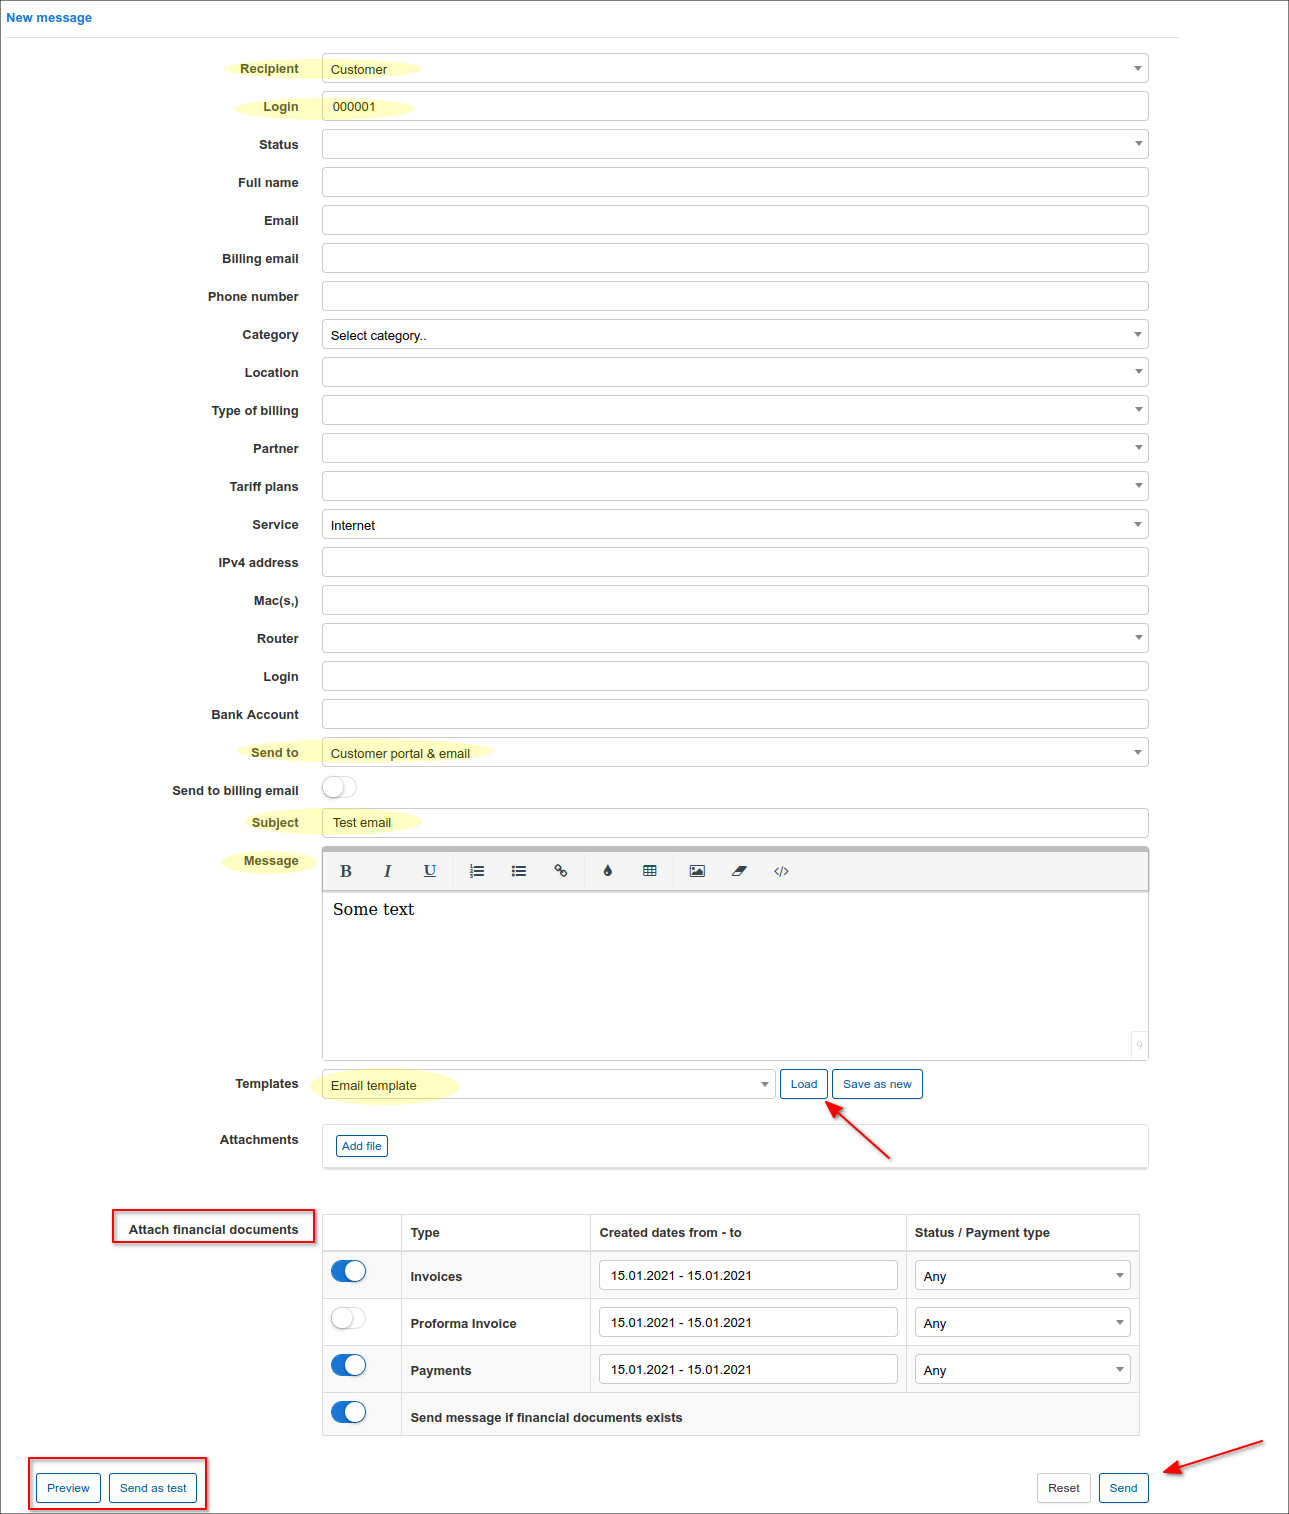 New message
Recipient Customer
Login 000001
Status
Full name
Email
Billing email
Phone number
Category Select category..
Location
Type of billing
Partner
Tariff plans
Service Internet
IPv4 address
Mac(s,)
Router
Login
Bank Account
Send to Customer portal & email
Send to billing email
Subject Test email
Message B I U </>
Some text
9
Templates Email template Load Save as new
Attachments Add file
Attach financial documents Type Created dates from - to Status / Payment type
Invoices 15.01.2021 - 15.01.2021 Any
Proforma Invoice 15.01.2021 - 15.01.2021 Any
Payments 15.01.2021 - 15.01.2021 Any
Send message if financial documents exists
Preview Send as test Reset Send